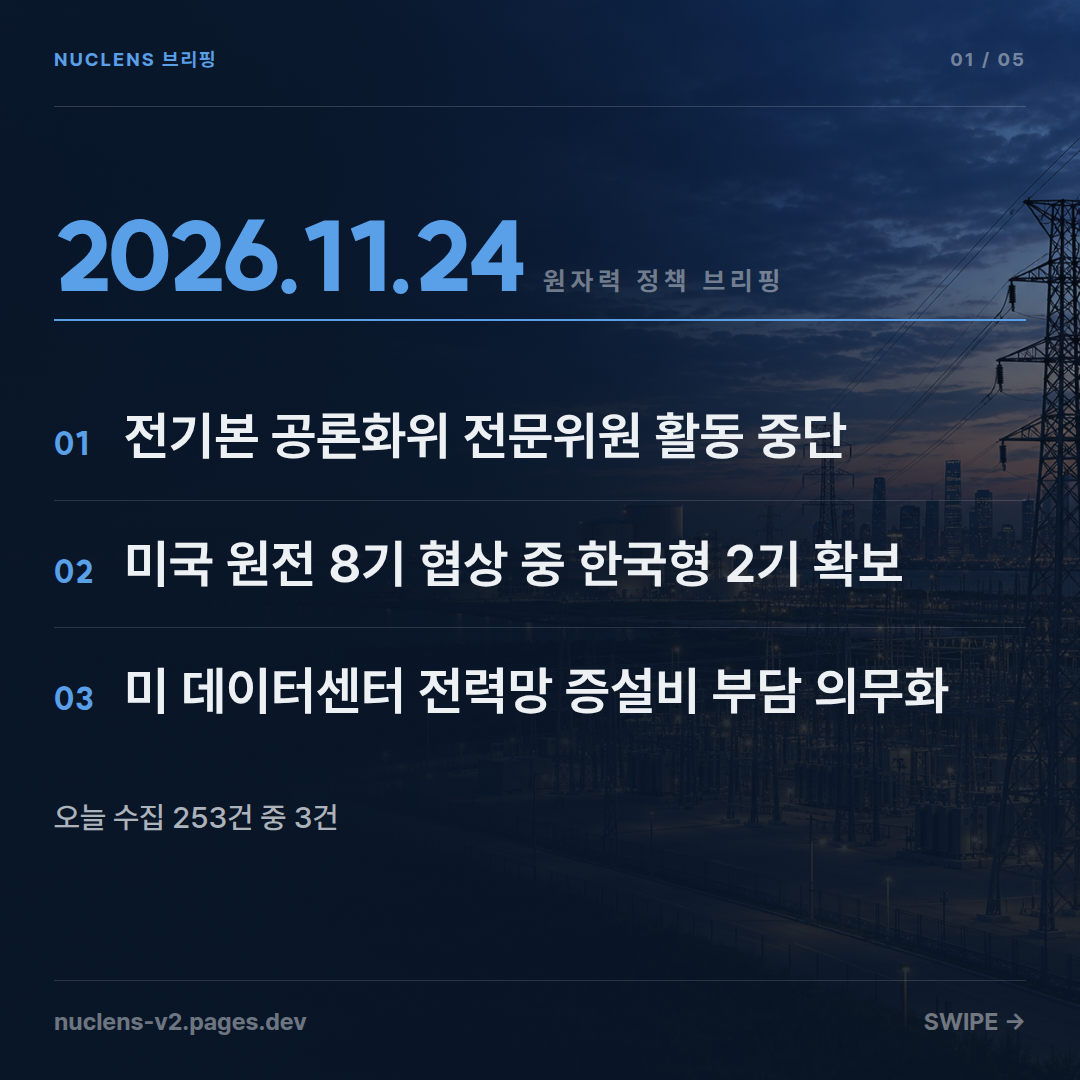 NUCLENS 브리핑
01 / 05
2026.11.24 원자력 정책 브리핑
01 전기본 공론화위 전문위원 활동 중단
02 미국 원전 8기 협상 중 한국형 2기 확보
03 미 데이터센터 전력망 증설비 부담 의무화
오늘 수집 253건 중 3건
nuclens-v2.pages.dev
SWIPE →